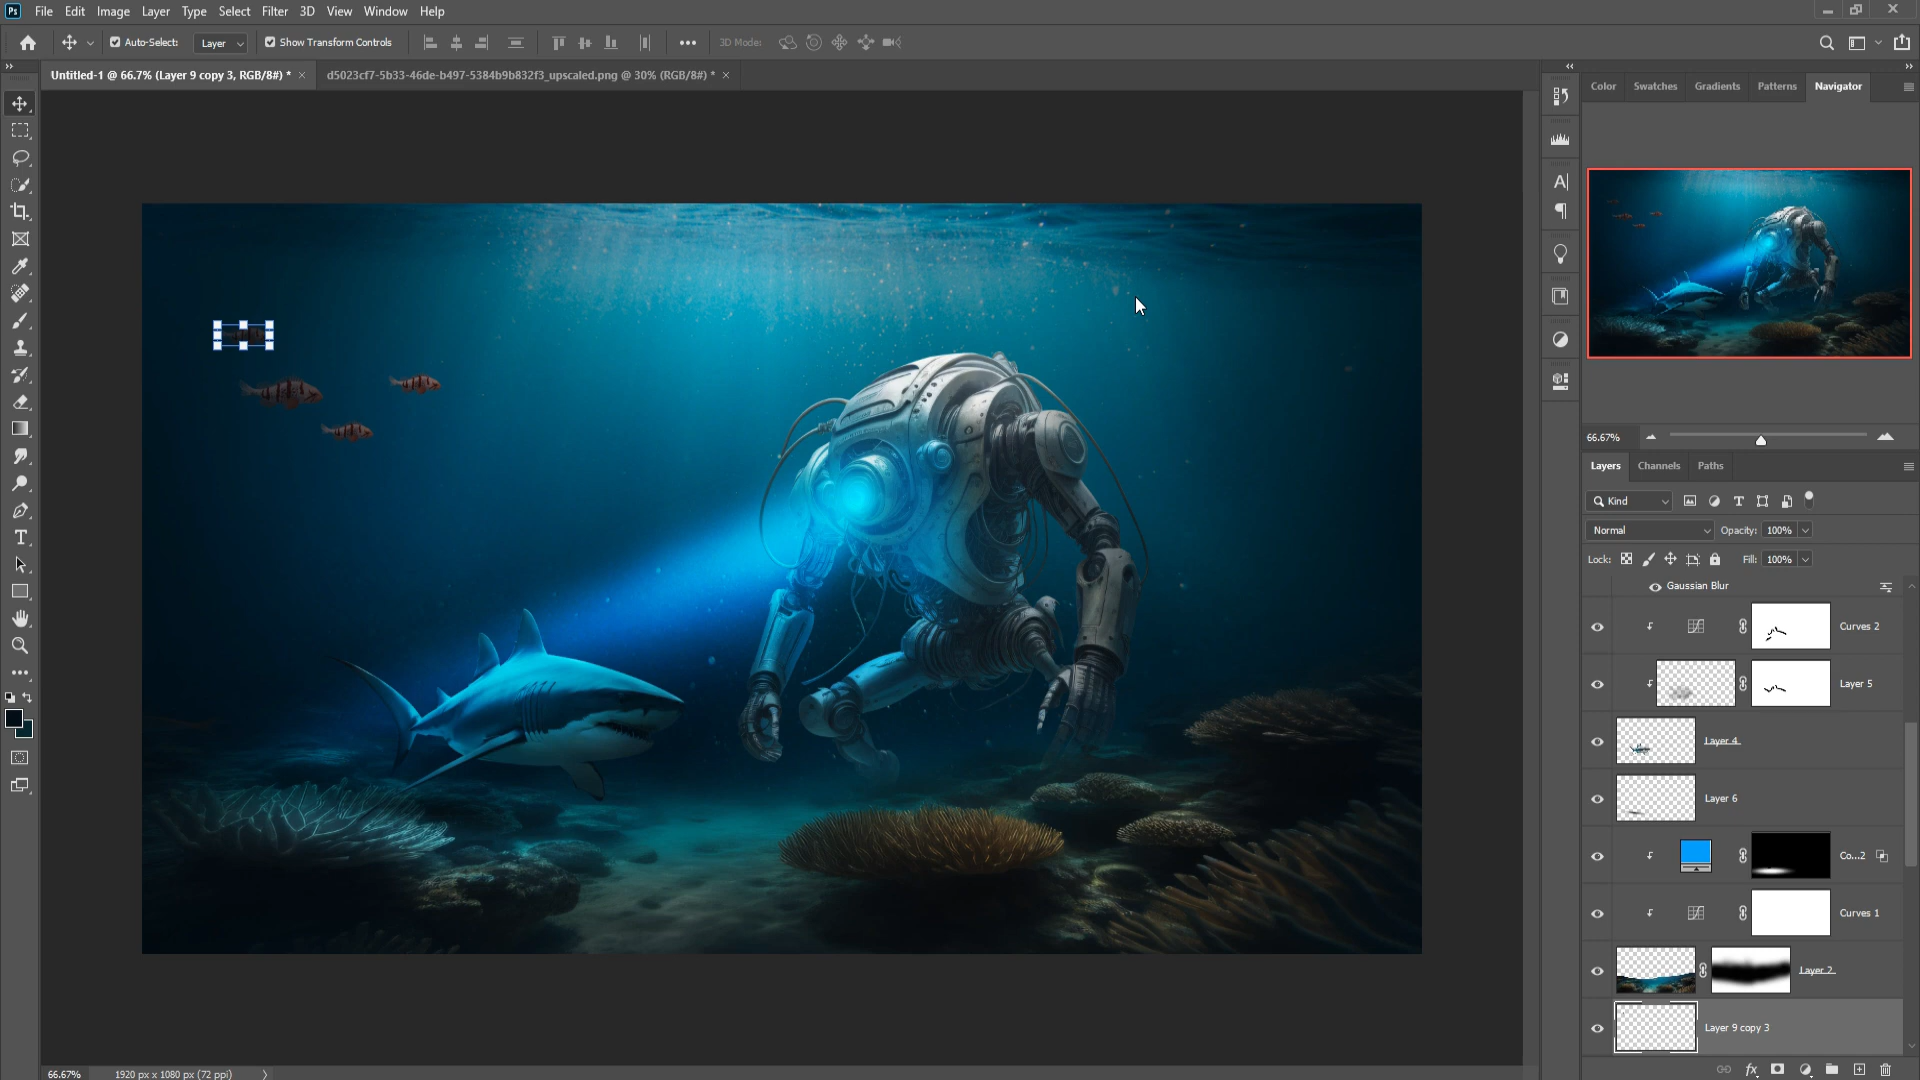 Ps File Edit Image Layer Type Select Filter 3D View Window Help
Auto-Select: Layer Show Transform Controls 3D Mode:
Untitled-1 @ 66.7% (Layer 9 copy 3, RGB/8#) * × d5023cf7-5b33-46de-b497-5384b9b832f3_upscaled.png @ 30% (RGB/8#) * ×
Color Swatches Gradients Patterns Navigator
66.67%
Layers Channels Paths
Kind
Normal Opacity: 100%
Lock: Fill: 100%
Gaussian Blur
Curves 2
Layer 5
Layer 4
Layer 6
Co...2
Curves 1
Layer 2
Layer 9 copy 3
66.67% 1920 px x 1080 px (72 ppi)